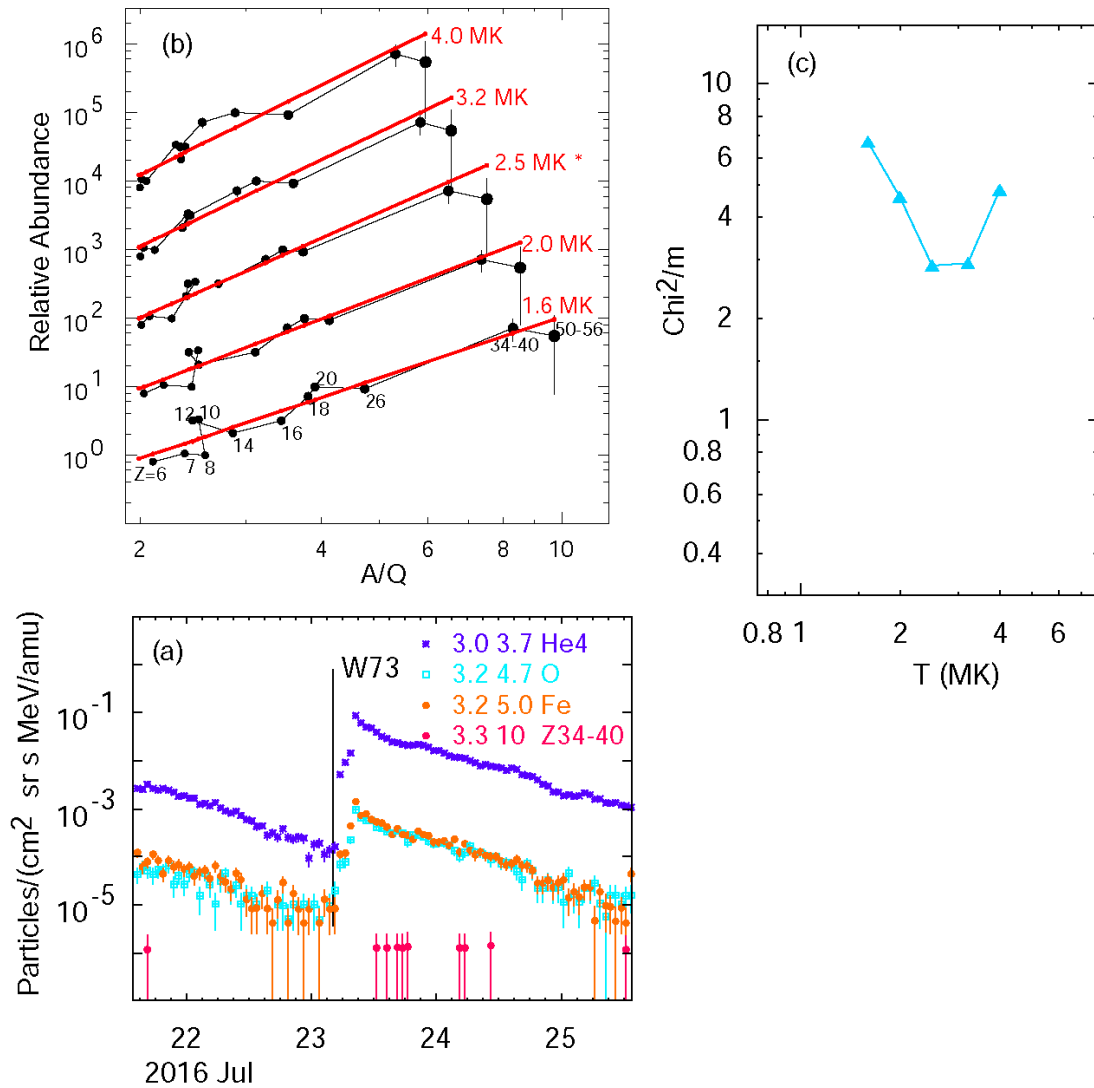 (b)
Relative Abundance
10^6
10^5
10^4
10^3
10^2
10^1
10^0
4.0 MK
3.2 MK
2.5 MK *
2.0 MK
1.6 MK
50-56
34-40
20
18
26
12
10
14
16
Z=6
7
8
2
4
6
8
10
A/Q
(c)
Chi^2/m
10
8
6
4
2
1
0.8
0.6
0.4
0.8
1
2
4
6
T (MK)
(a)
W73
3.0 3.7 He4
3.2 4.7 O
3.2 5.0 Fe
3.3 10 Z34-40
Particles/(cm^2 sr s MeV/amu)
10^-1
10^-3
10^-5
22
23
24
25
2016 Jul